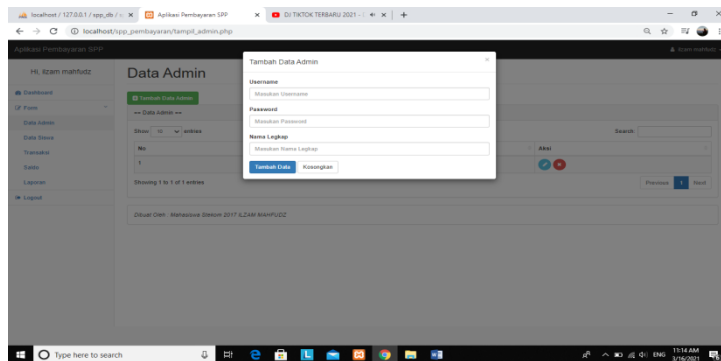 localhost / 127.0.0.1 / spp_db /
Aplikasi Pembayaran SPP
DJ TIKTOK TERBARU 2021 -
localhost/spp_pembayaran/tampil_admin.php
Aplikasi Pembayaran SPP
ilzam mahfudz
Hi, ilzam mahfudz
Dashboard
Form
Data Admin
Data Siswa
Transaksi
Saldo
Laporan
Logout
Data Admin
Tambah Data Admin
== Data Admin ==
Show 10 entries
Search:
No
Aksi
1
Showing 1 to 1 of 1 entries
Previous 1 Next
Dibuat Oleh : Mahasiswa Stekom 2017 ILZAM MAHFUDZ
Tambah Data Admin
×
Username
Masukan Username
Password
Masukan Password
Nama Legkap
Masukan Nama Legkap
Tambah Data
Kosongkan
Type here to search
ENG
11:14 AM
3/16/2021